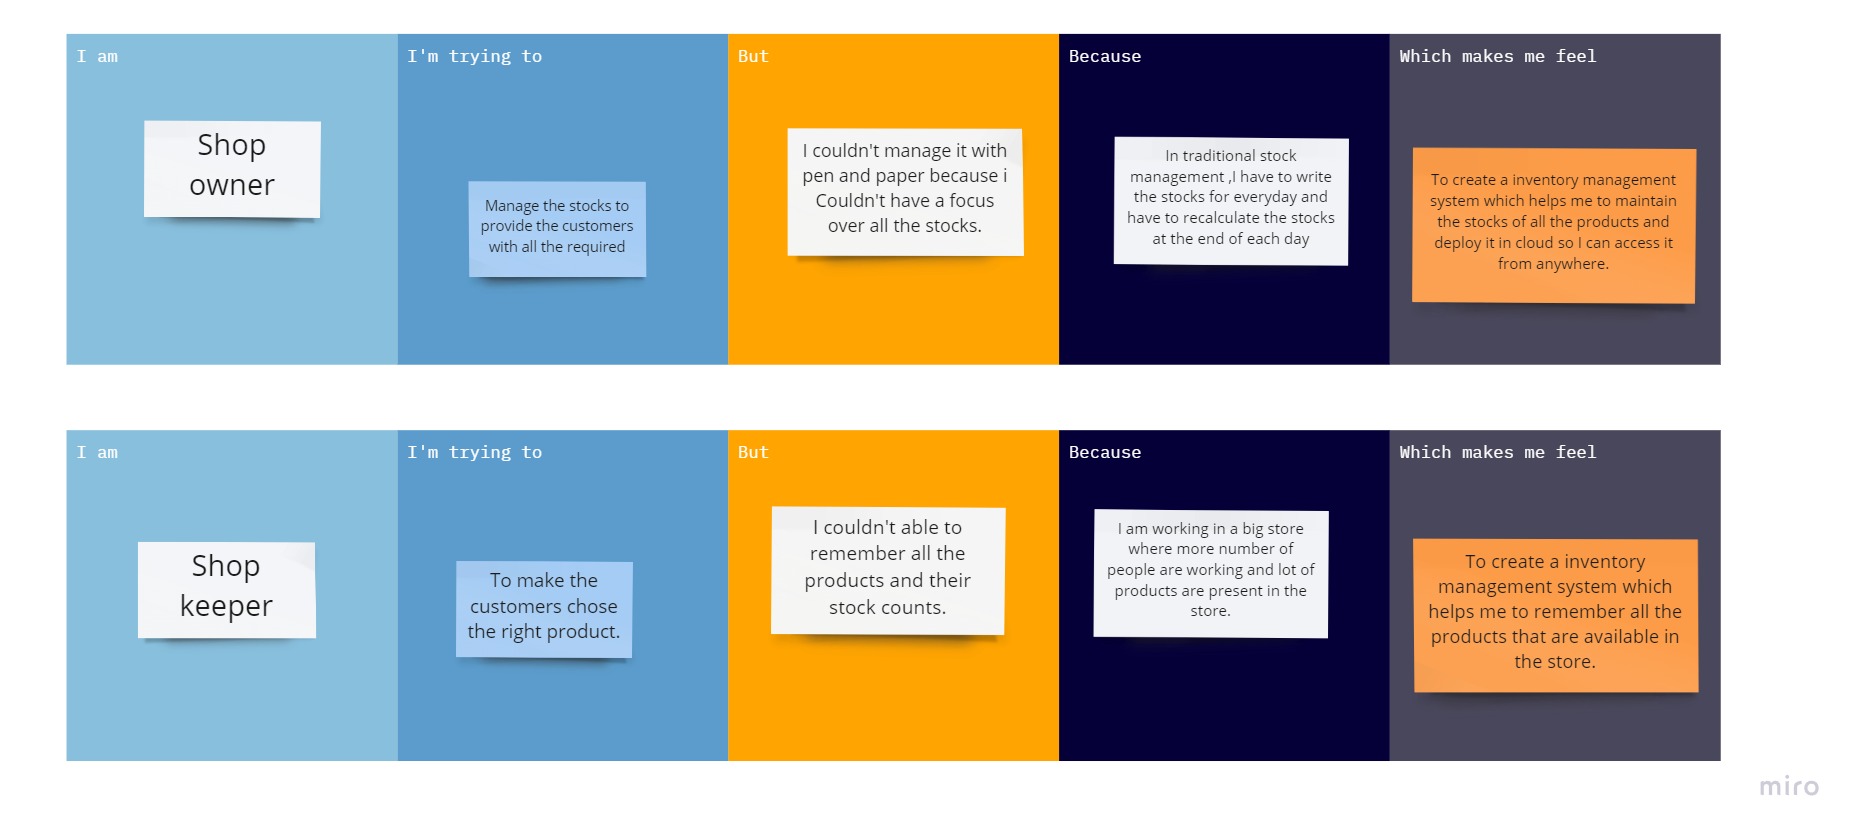 I am
I'm trying to
But
Because
Which makes me feel
Shop
owner
Manage the stocks to
provide the customers
with all the required
I couldn't manage it with
pen and paper because i
Couldn't have a focus
over all the stocks.
In traditional stock
management ,I have to write
the stocks for everyday and
have to recalculate the stocks
at the end of each day
To create a inventory management
system which helps me to maintain
the stocks of all the products and
deploy it in cloud so I can access it
from anywhere.
I am
I'm trying to
But
Because
Which makes me feel
Shop
keeper
To make the
customers chose
the right product.
I couldn't able to
remember all the
products and their
stock counts.
I am working in a big store
where more number of
people are working and lot of
products are present in the
store.
To create a inventory
management system which
helps me to remember all the
products that are available in
the store.
miro